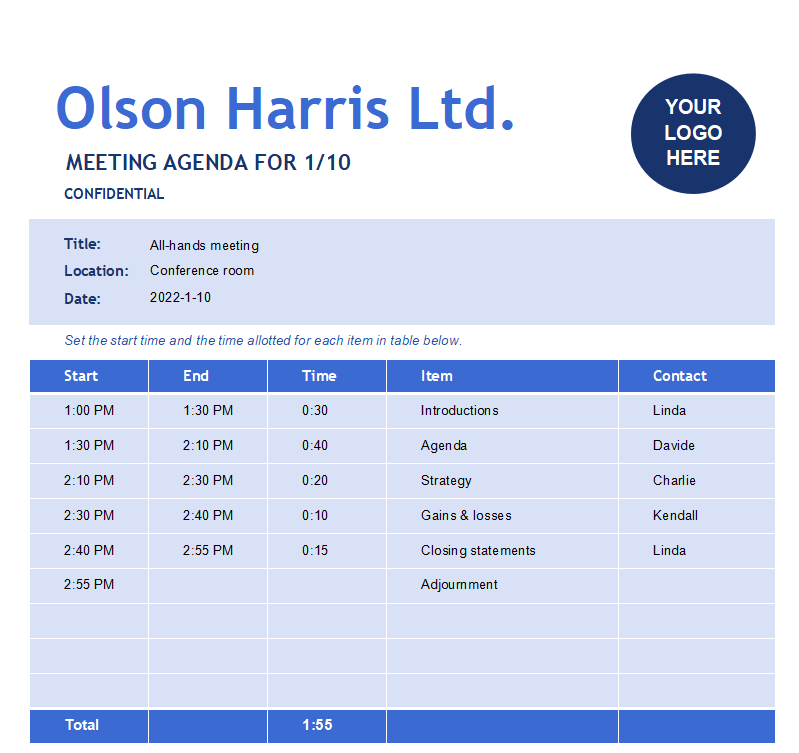 Olson Harris Ltd.
YOUR
LOGO
HERE
MEETING AGENDA FOR 1/10
CONFIDENTIAL
Title: All-hands meeting
Location: Conference room
Date: 2022-1-10
Set the start time and the time allotted for each item in table below.
Start End Time Item Contact
1:00 PM 1:30 PM 0:30 Introductions Linda
1:30 PM 2:10 PM 0:40 Agenda Davide
2:10 PM 2:30 PM 0:20 Strategy Charlie
2:30 PM 2:40 PM 0:10 Gains & losses Kendall
2:40 PM 2:55 PM 0:15 Closing statements Linda
2:55 PM Adjournment
Total 1:55